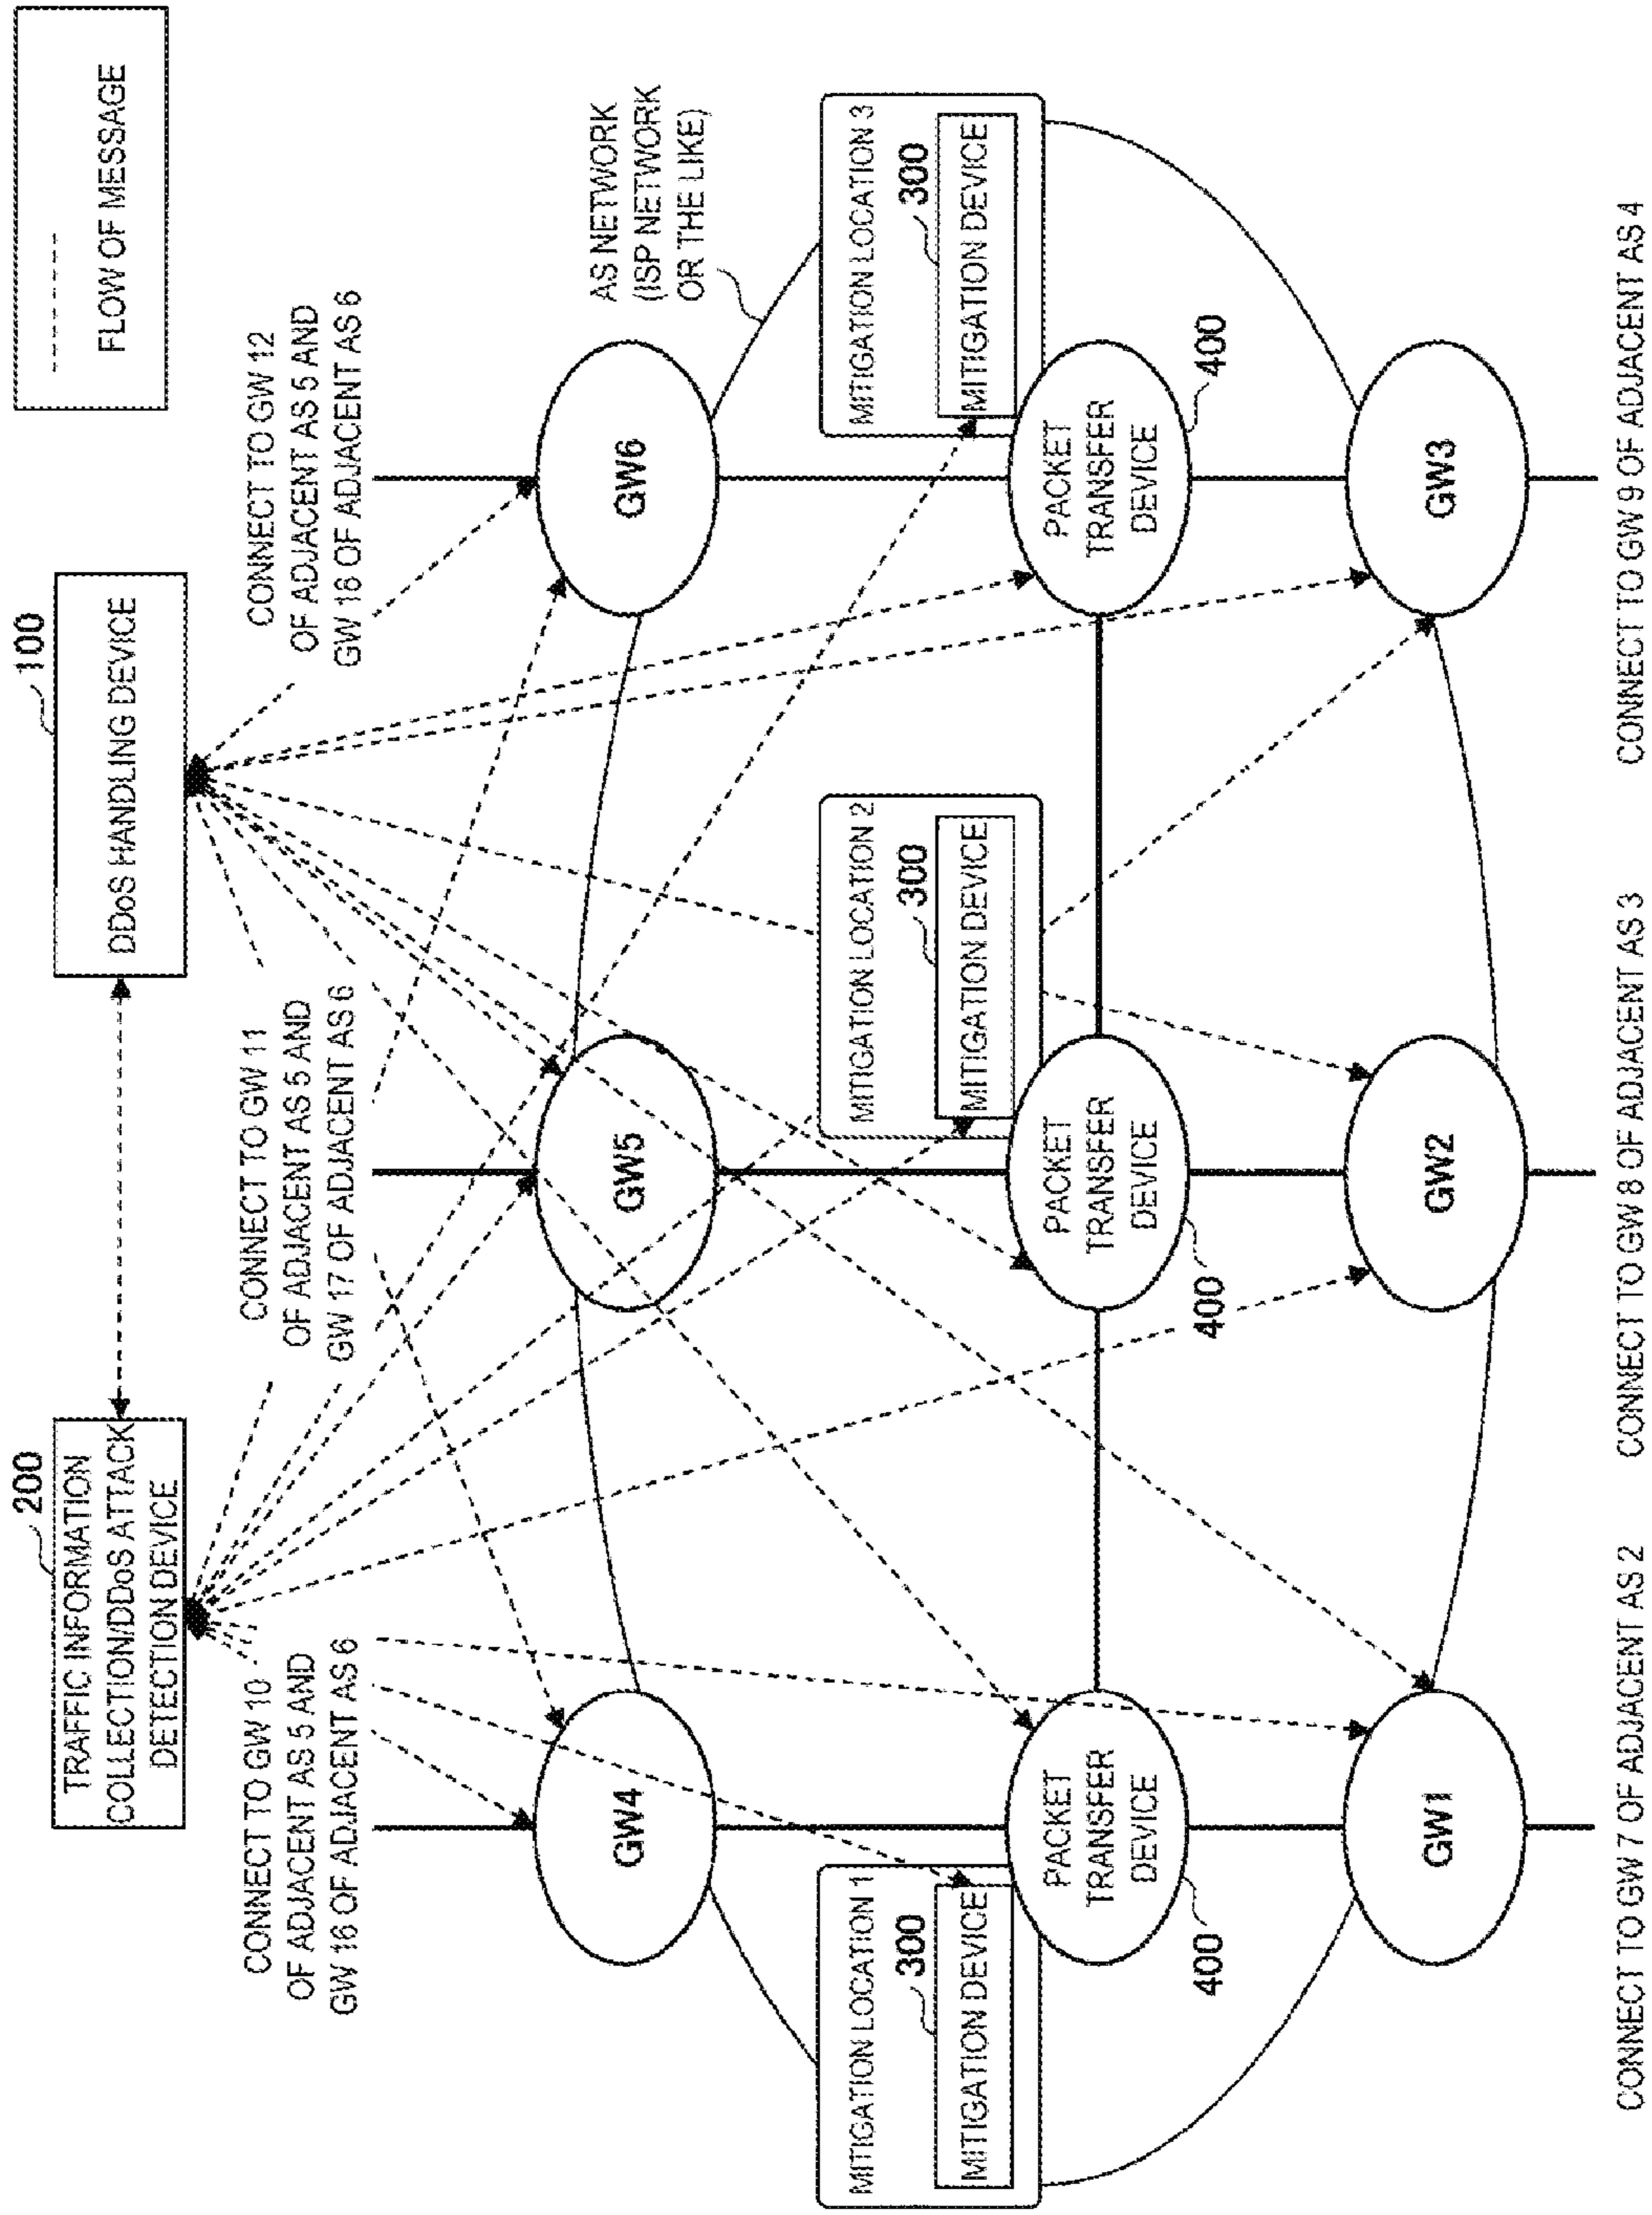 FLOW OF MESSAGE
200
TRAFFIC INFORMATION
COLLECTION/DDoS ATTACK
DETECTION DEVICE
100
DDoS HANDLING DEVICE
CONNECT TO GW 10
OF ADJACENT AS 5 AND
GW 16 OF ADJACENT AS 6
CONNECT TO GW 11
OF ADJACENT AS 5 AND
GW 17 OF ADJACENT AS 6
CONNECT TO GW 12
OF ADJACENT AS 5 AND
GW 18 OF ADJACENT AS 6
GW4
GW5
GW6
AS NETWORK
(ISP NETWORK
OR THE LIKE)
MITIGATION LOCATION 1
300
MITIGATION DEVICE
MITIGATION LOCATION 2
300
MITIGATION DEVICE
MITIGATION LOCATION 3
300
MITIGATION DEVICE
PACKET
TRANSFER
DEVICE
400
PACKET
TRANSFER
DEVICE
400
PACKET
TRANSFER
DEVICE
400
GW1
GW2
GW3
CONNECT TO GW 7 OF ADJACENT AS 2
CONNECT TO GW 8 OF ADJACENT AS 3
CONNECT TO GW 9 OF ADJACENT AS 4